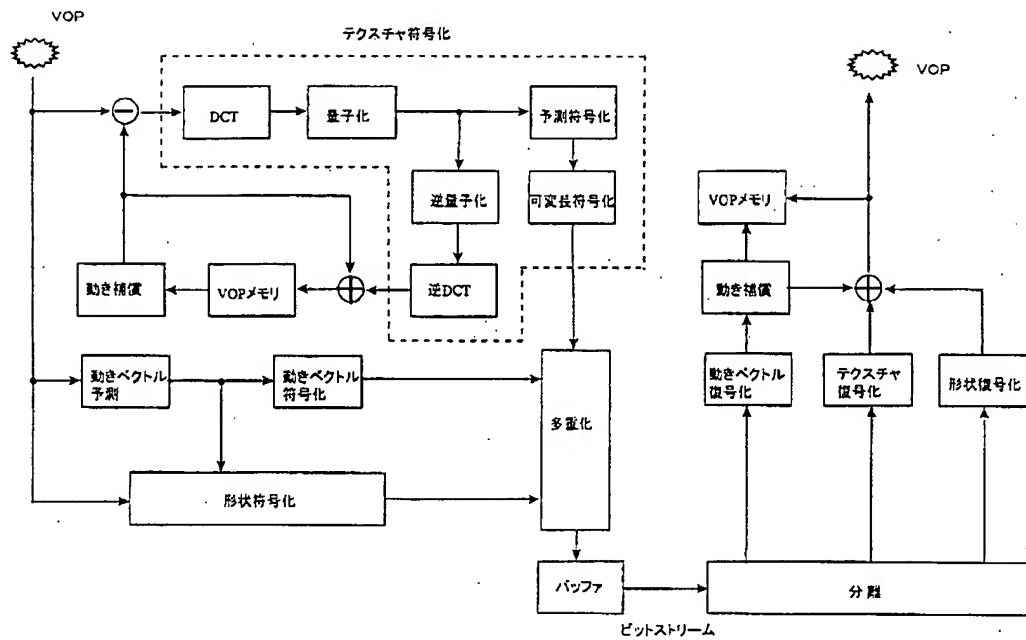 VOP
テクスチャ符号化
DCT
量子化
予測符号化
逆量子化
可変長符号化
動き補償
VOPメモリ
逆DCT
動きベクトル
予測
動きベクトル
符号化
多重化
形状符号化
バッファ
ビットストリーム
VOP
VOPメモリ
動き補償
動きベクトル
復号化
テクスチャ
復号化
形状復号化
分離